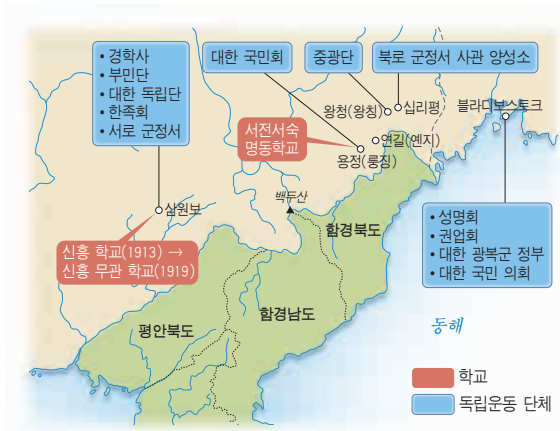 • 경학사
• 부민단
• 대한 독립단
• 한족회
• 서로 군정서
대한 국민회
중광단
북로 군정서 사관 양성소
왕청(왕칭)
십리평
블라디보스토크
서전서숙
명동학교
연길(옌지)
용정(룽징)
백두산
삼원보
함경북도
신흥 학교(1913) →
신흥 무관 학교(1919)
• 성명회
• 권업회
• 대한 광복군 정부
• 대한 국민 의회
함경남도
평안북도
동해
학교
독립운동 단체